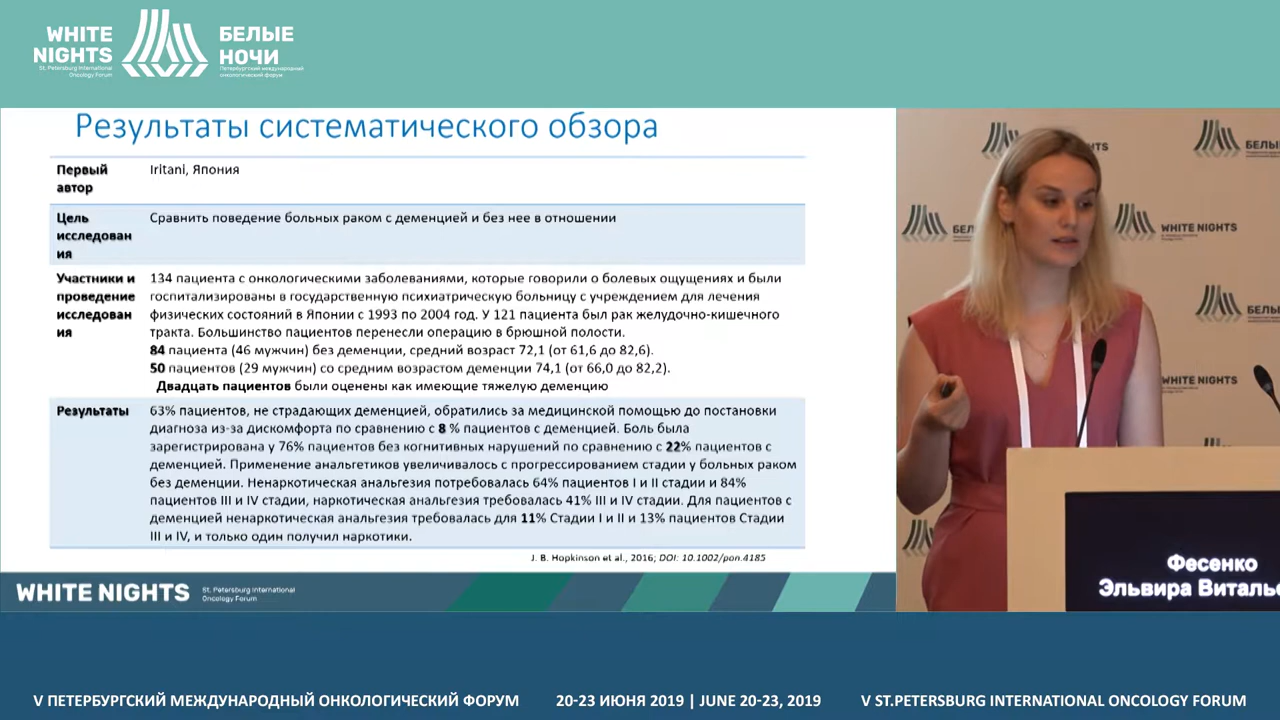 WHITE
NIGHTS
St. Petersburg International
Oncology Forum
БЕЛЫЕ
НОЧИ
Петербургский международный
онкологический форум
Результаты систематического обзора
Первый
автор
Iritani, Япония
Цель
исследован
ия
Сравнить поведение больных раком с деменцией и без нее в отношении
Участники и
проведение
исследован
ия
134 пациента с онкологическими заболеваниями, которые говорили о болевых ощущениях и были
госпитализированы в государственную психиатрическую больницу с учреждением для лечения
физических состояний в Японии с 1993 по 2004 год. У 121 пациента был рак желудочно-кишечного
тракта. Большинство пациентов перенесли операцию в брюшной полости.
84 пациента (46 мужчин) без деменции, средний возраст 72,1 (от 61,6 до 82,6).
50 пациентов (29 мужчин) со средним возрастом деменции 74,1 (от 66,0 до 82,2).
Двадцать пациентов были оценены как имеющие тяжелую деменцию
Результаты
63% пациентов, не страдающих деменцией, обратились за медицинской помощью до постановки
диагноза из-за дискомфорта по сравнению с 8 % пациентов с деменцией. Боль была
зарегистрирована у 76% пациентов без когнитивных нарушений по сравнению с 22% пациентов с
деменцией. Применение анальгетиков увеличивалось с прогрессированием стадии у больных раком
без деменции. Ненаркотическая анальгезия потребовалась 64% пациентов I и II стадии и 84%
пациентов III и IV стадии, наркотическая анальгезия требовалась 41% III и IV стадии. Для пациентов с
деменцией ненаркотическая анальгезия требовалась для 11% Стадии I и II и 13% пациентов Стадии
III и IV, и только один получил наркотики.
J. B. Hopkinson et al., 2016; DOI: 10.1002/pon.4185
WHITE NIGHTS
St. Petersburg International
Oncology Forum
БЕЛЫ
WHITE NIGHTS
WHITE NIGHTS
Фесенко
Эльвира Виталье
V ПЕТЕРБУРГСКИЙ МЕЖДУНАРОДНЫЙ ОНКОЛОГИЧЕСКИЙ ФОРУМ
20-23 ИЮНЯ 2019 | JUNE 20-23, 2019
V ST.PETERSBURG INTERNATIONAL ONCOLOGY FORUM